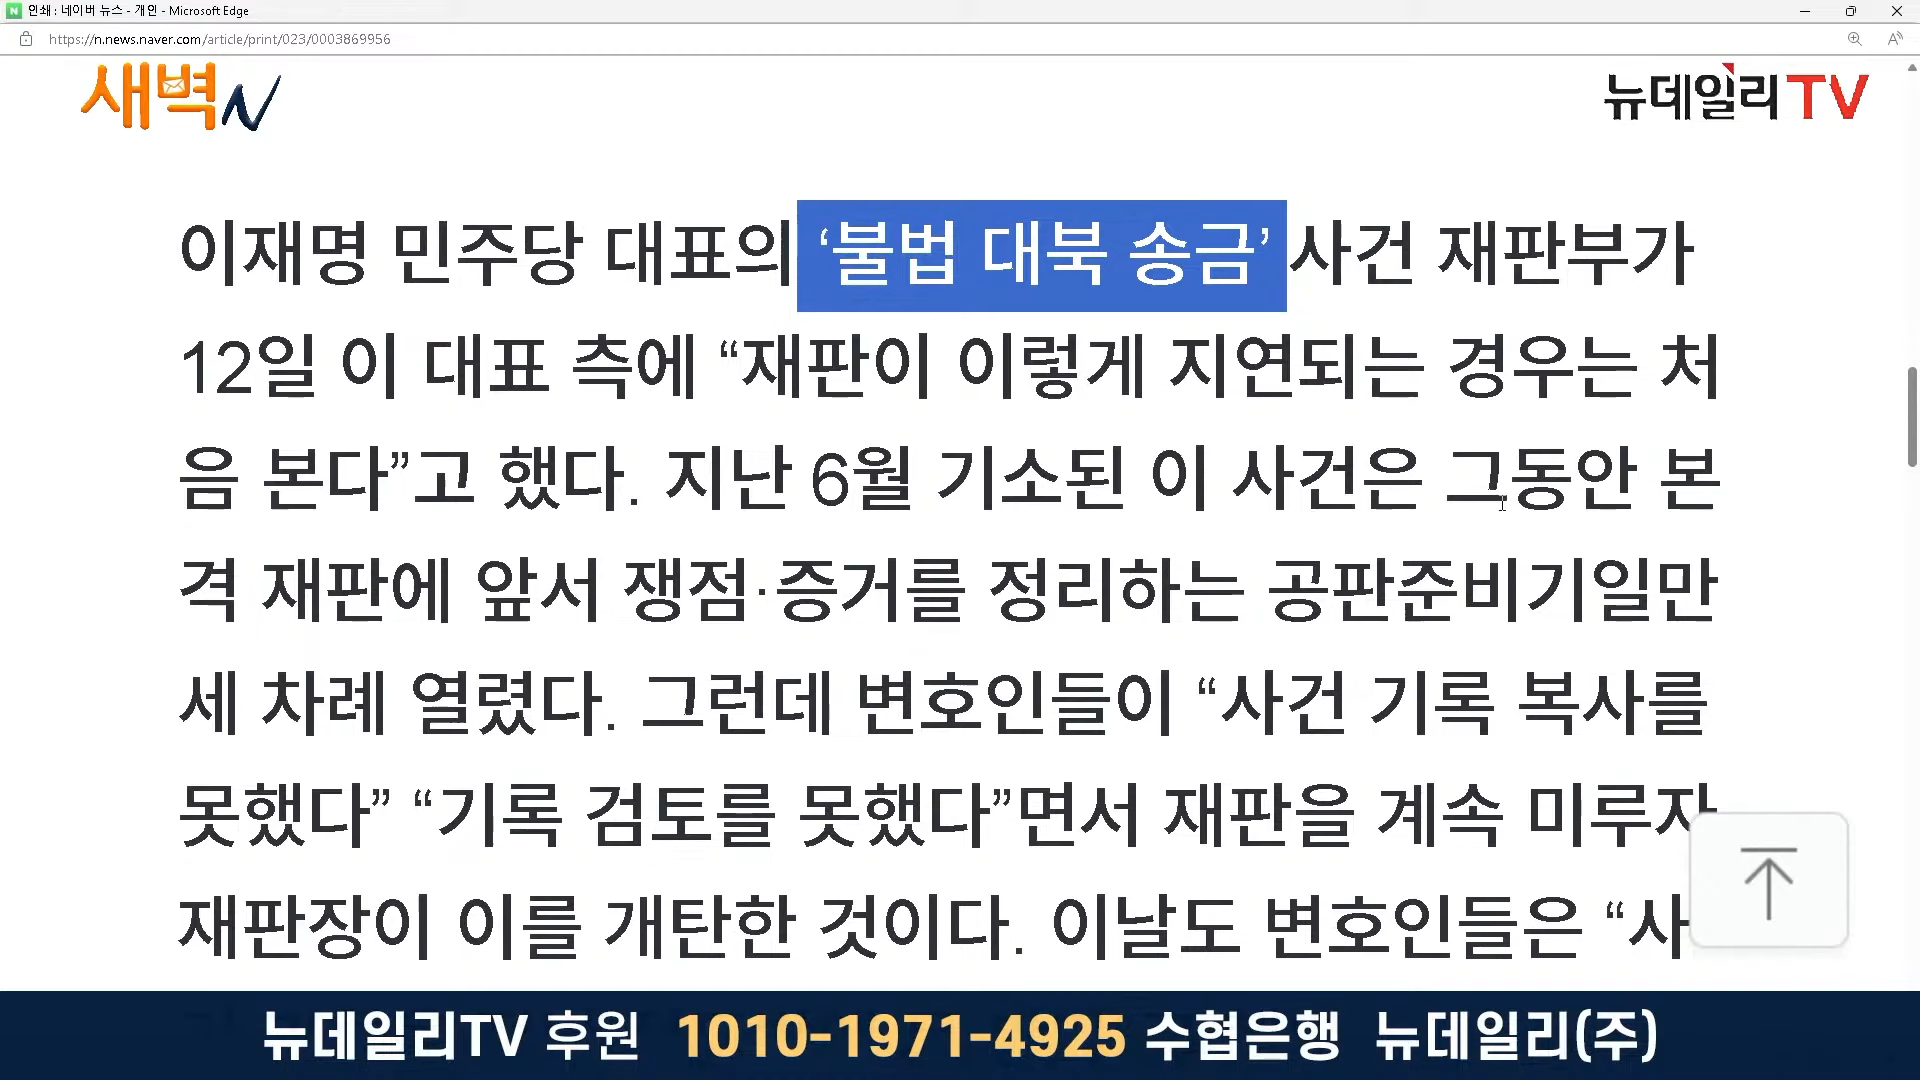 인쇄 : 네이버 뉴스 - 개인 - Microsoft Edge
https://n.news.naver.com/article/print/023/0003869956
새벽N
뉴데일리TV
이재명 민주당 대표의 ‘불법 대북 송금’ 사건 재판부가
12일 이 대표 측에 “재판이 이렇게 지연되는 경우는 처
음 본다”고 했다. 지난 6월 기소된 이 사건은 그동안 본
격 재판에 앞서 쟁점·증거를 정리하는 공판준비기일만
세 차례 열렸다. 그런데 변호인들이 “사건 기록 복사를
못했다” “기록 검토를 못했다”면서 재판을 계속 미루자
재판장이 이를 개탄한 것이다. 이날도 변호인들은 “사
뉴데일리TV 후원 1010-1971-4925 수협은행 뉴데일리(주)